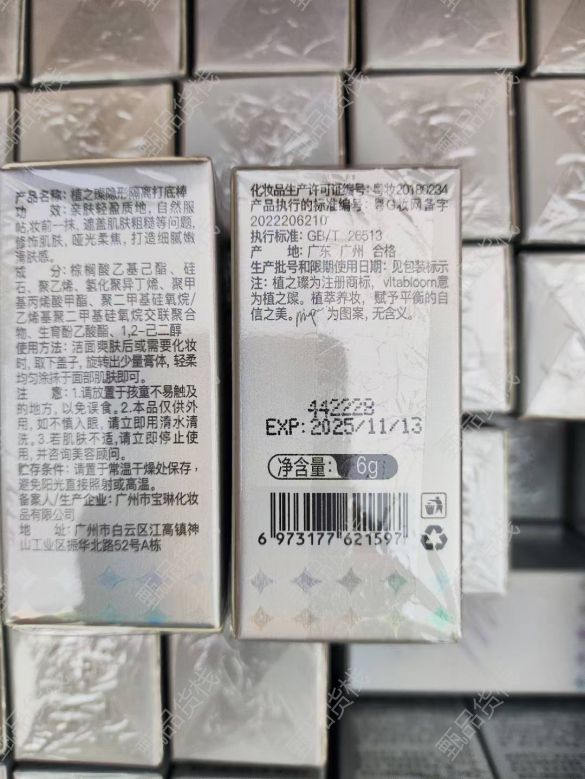 产品名称：植之璨隐形隔离打底棒
功 效：亲肤轻盈质地，自然服
帖，妆前一抹，遮盖肌肤粗糙等问题，
修饰肌肤，哑光柔焦，打造细腻嫩
滑肤感。
成 分：棕榈酸乙基己酯、硅
石、聚乙烯、氢化聚异丁烯、聚甲
基丙烯酸甲酯、聚二甲基硅氧烷/
乙烯基聚二甲基硅氧烷交联聚合
物、生育酚乙酸酯、1,2-己二醇
使用方法：洁面爽肤后或需要化妆
时，取下盖子，旋转出少量膏体，轻柔
均匀涂抹于面部肌肤即可。
注 意：1.请放置于孩童不易触及
的地方，以免误食。2.本品仅供外
用，如不慎入眼，请立即用清水清
洗。3.若肌肤不适，请立即停止使
用，并咨询美容顾问。
贮存条件：请置于常温干燥处保存，
避免阳光直接照射或高温。
备案人/生产企业：广州市宝琳化妆
品有限公司
地 址：广州市白云区江高镇神
山工业区振华北路52号A栋
化妆品生产许可证编号：粤妆20180234
产品执行的标准编号：粤G妆网备字
2022206210
执行标准：GB/T 26513
产 地：广东 广州 合格
生产批号和限期使用日期：见包装标示
注：植之璨为注册商标，vltabloorn意
为植之璨。植萃养妆，赋予平衡的自
信之美。 为图案，无含义。
442228
EXP:2025/11/13
净含量： 6g
6 973177 621597
甄品货栈